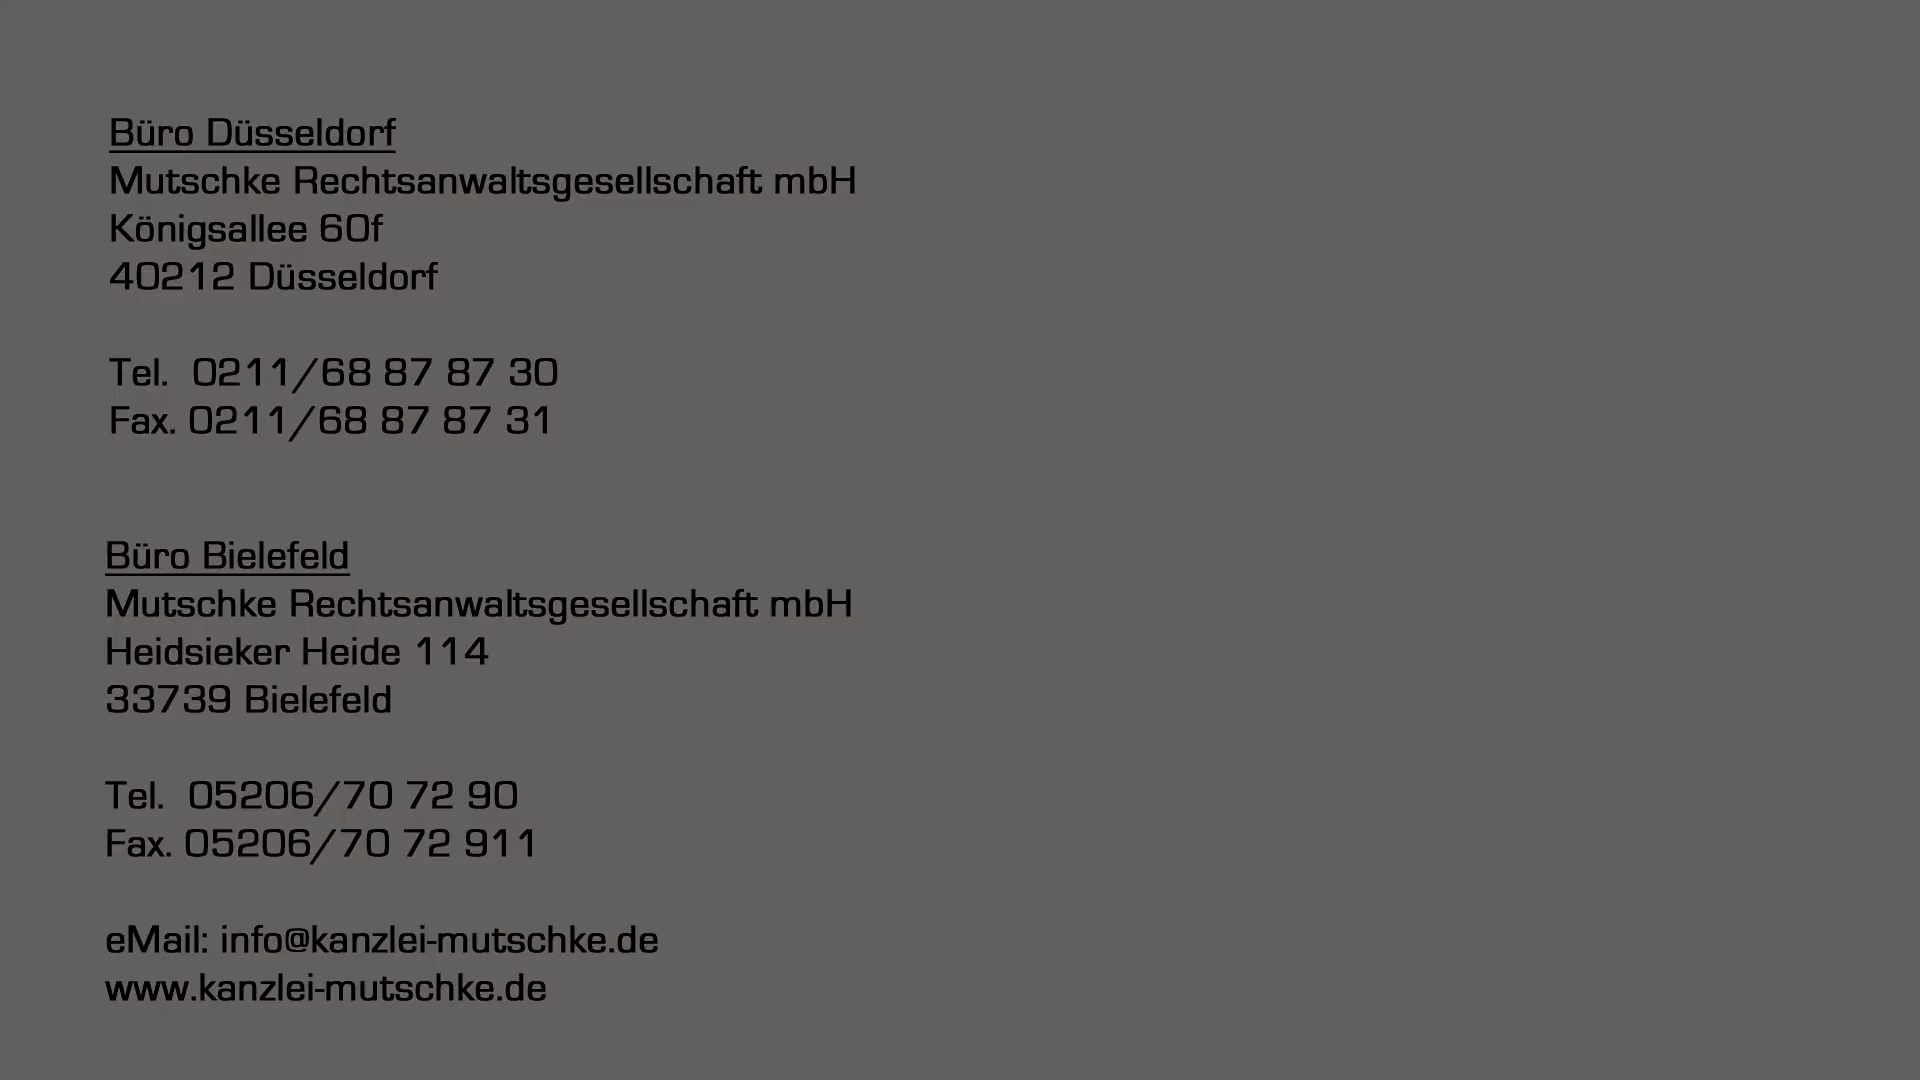 Büro Düsseldorf
Mutschke Rechtsanwaltsgesellschaft mbH
Königsallee 60f
40212 Düsseldorf
Tel. 0211/68 87 87 30
Fax. 0211/68 87 87 31
Büro Bielefeld
Mutschke Rechtsanwaltsgesellschaft mbH
Heidsieker Heide 114
33739 Bielefeld
Tel. 05206/70 72 90
Fax. 05206/70 72 911
eMail: info@kanzlei-mutschke.de
www.kanzlei-mutschke.de